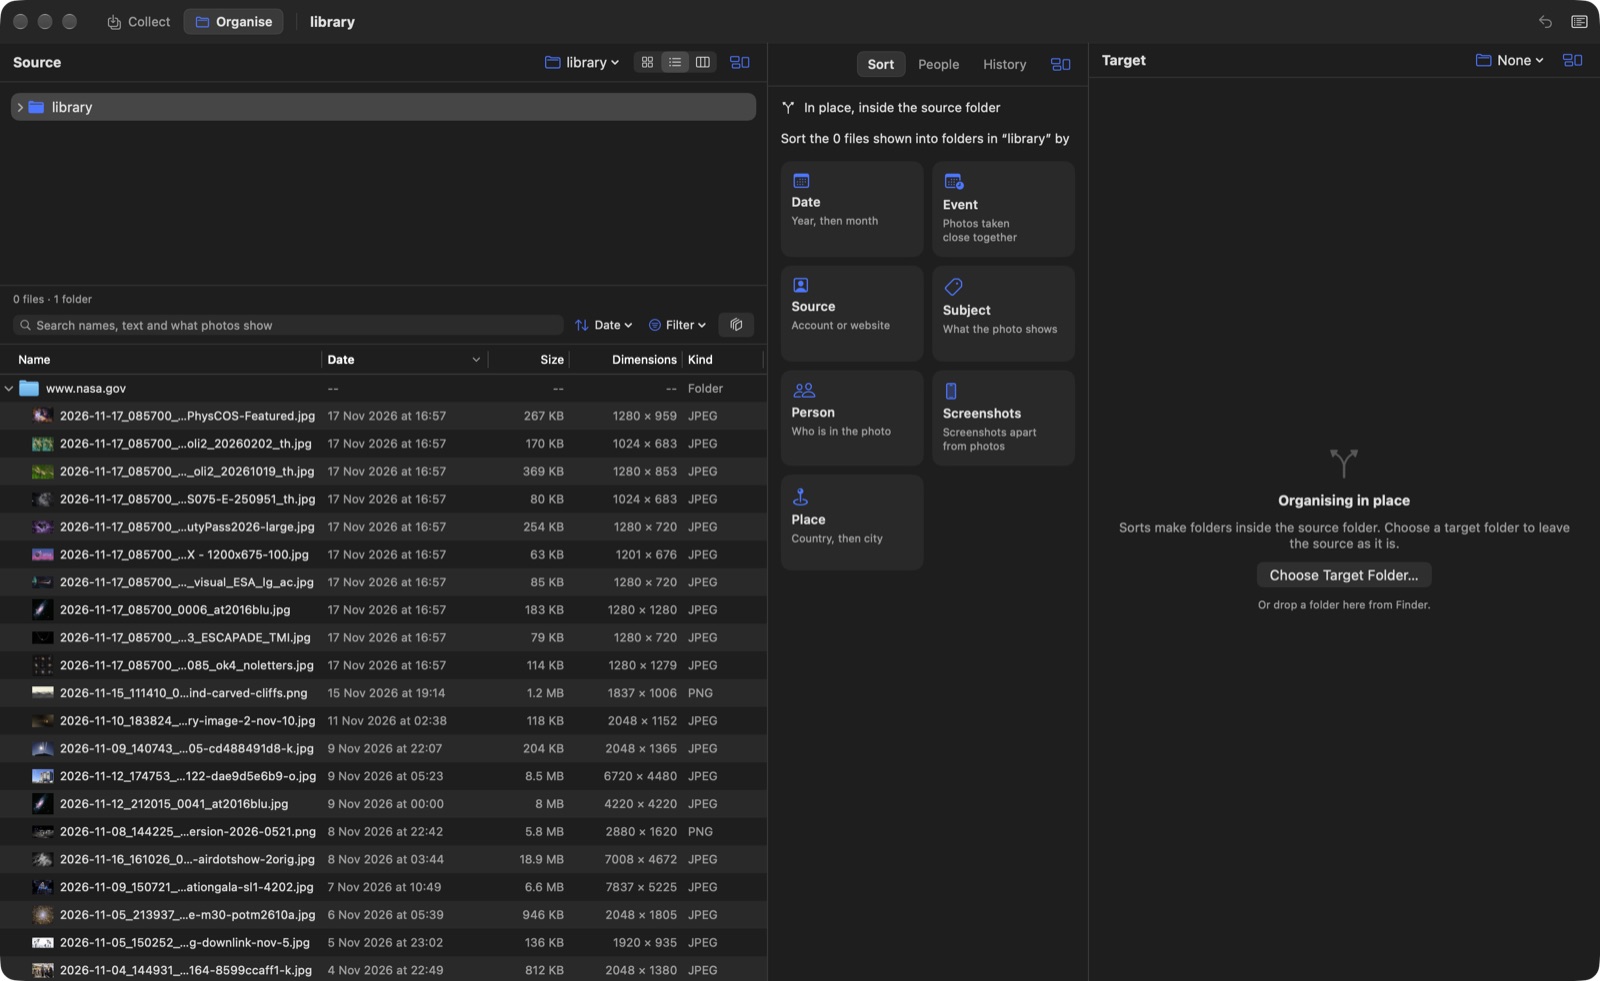 Collect
Organise
library
Source
library
Sort
People
History
Target
None
library
In place, inside the source folder
Sort the 0 files shown into folders in “library” by
Date
Year, then month
Event
Photos taken
close together
Source
Account or website
Subject
What the photo shows
Person
Who is in the photo
Screenshots
Screenshots apart
from photos
Place
Country, then city
0 files · 1 folder
Search names, text and what photos show
Date
Filter
Name Date Size Dimensions Kind
www.nasa.gov -- -- -- Folder
2026-11-17_085700_...PhysCOS-Featured.jpg 17 Nov 2026 at 16:57 267 KB 1280 × 959 JPEG
2026-11-17_085700_...oli2_20260202_th.jpg 17 Nov 2026 at 16:57 170 KB 1024 × 683 JPEG
2026-11-17_085700_..._oli2_20261019_th.jpg 17 Nov 2026 at 16:57 369 KB 1280 × 853 JPEG
2026-11-17_085700_...S075-E-250951_th.jpg 17 Nov 2026 at 16:57 80 KB 1024 × 683 JPEG
2026-11-17_085700_...utyPass2026-large.jpg 17 Nov 2026 at 16:57 254 KB 1280 × 720 JPEG
2026-11-17_085700_...X - 1200x675-100.jpg 17 Nov 2026 at 16:57 63 KB 1201 × 676 JPEG
2026-11-17_085700_..._visual_ESA_lg_ac.jpg 17 Nov 2026 at 16:57 85 KB 1280 × 720 JPEG
2026-11-17_085700_0006_at2016blu.jpg 17 Nov 2026 at 16:57 183 KB 1280 × 1280 JPEG
2026-11-17_085700_...3_ESCAPADE_TMI.jpg 17 Nov 2026 at 16:57 79 KB 1280 × 720 JPEG
2026-11-17_085700_...085_ok4_noletters.jpg 17 Nov 2026 at 16:57 114 KB 1280 × 1279 JPEG
2026-11-15_111410_0...ind-carved-cliffs.png 15 Nov 2026 at 19:14 1.2 MB 1837 × 1006 PNG
2026-11-10_183824_...ry-image-2-nov-10.jpg 11 Nov 2026 at 02:38 118 KB 2048 × 1152 JPEG
2026-11-09_140743_...05-cd488491d8-k.jpg 9 Nov 2026 at 22:07 204 KB 2048 × 1365 JPEG
2026-11-12_174753_...122-dae9d5e6b9-o.jpg 9 Nov 2026 at 05:23 8.5 MB 6720 × 4480 JPEG
2026-11-12_212015_0041_at2016blu.jpg 9 Nov 2026 at 00:00 8 MB 4220 × 4220 JPEG
2026-11-08_144225_...ersion-2026-0521.png 8 Nov 2026 at 22:42 5.8 MB 2880 × 1620 PNG
2026-11-16_161026_0...-airdotshow-2orig.jpg 8 Nov 2026 at 03:44 18.9 MB 7008 × 4672 JPEG
2026-11-09_150721_...ationgala-sl1-4202.jpg 7 Nov 2026 at 10:49 6.6 MB 7837 × 5225 JPEG
2026-11-05_213937_...e-m30-potm2610a.jpg 6 Nov 2026 at 05:39 946 KB 2048 × 1805 JPEG
2026-11-05_150252_...g-downlink-nov-5.jpg 5 Nov 2026 at 23:02 136 KB 1920 × 935 JPEG
2026-11-04_144931_...164-8599ccaff1-k.jpg 4 Nov 2026 at 22:49 812 KB 2048 × 1380 JPEG
Organising in place
Sorts make folders inside the source folder. Choose a target folder to leave
the source as it is.
Choose Target Folder...
Or drop a folder here from Finder.